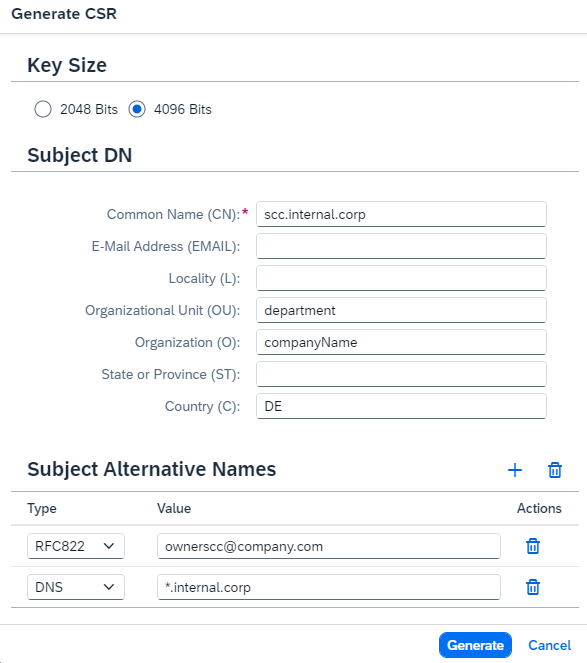 Generate CSR
Key Size
2048 Bits 4096 Bits
Subject DN
Common Name (CN):* scc.internal.corp
E-Mail Address (EMAIL):
Locality (L):
Organizational Unit (OU): department
Organization (O): companyName
State or Province (ST):
Country (C): DE
Subject Alternative Names
Type Value Actions
RFC822 ownerscc@company.com
DNS *.internal.corp
Generate Cancel